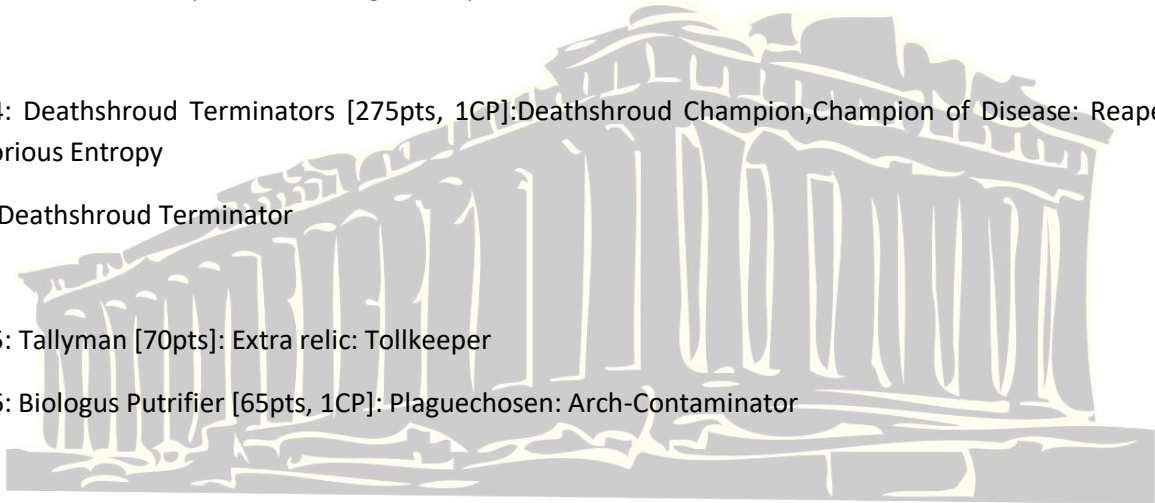 4: Deathshroud Terminators [275pts, 1CP]:Deathshroud Champion,Champion of Disease: Reape
orious Entropy
Deathshroud Terminator
5: Tallyman [70pts]: Extra relic: Tollkeeper
6: Biologus Putrifier [65pts, 1CP]: Plaguechosen: Arch-Contaminator